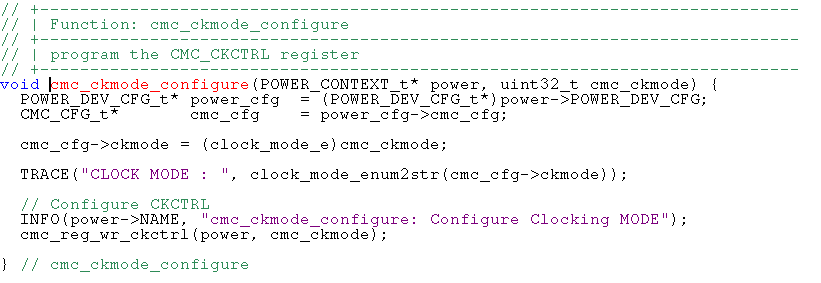 // +---------------------------------------------------------------------------
// | Function: cmc_ckmode_configure
// +---------------------------------------------------------------------------
// | program the CMC_CKCTRL register
// +---------------------------------------------------------------------------
void cmc_ckmode_configure(POWER_CONTEXT_t* power, uint32_t cmc_ckmode) {
  POWER_DEV_CFG_t* power_cfg  = (POWER_DEV_CFG_t*)power->POWER_DEV_CFG;
  CMC_CFG_t*       cmc_cfg    = power_cfg->cmc_cfg;
  cmc_cfg->ckmode = (clock_mode_e)cmc_ckmode;
  TRACE("CLOCK MODE : ", clock_mode_enum2str(cmc_cfg->ckmode));
  // Configure CKCTRL
  INFO(power->NAME, "cmc_ckmode_configure: Configure Clocking MODE");
  cmc_reg_wr_ckctrl(power, cmc_ckmode);
} // cmc_ckmode_configure